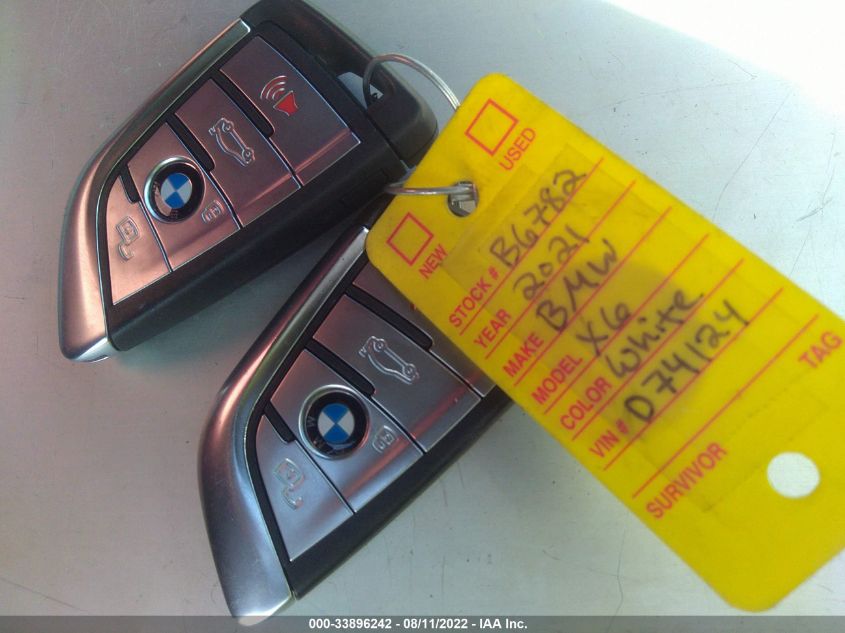 USED
NEW
STOCK # B6782
YEAR 2021
MAKE BMW
MODEL X6
COLOR White
VIN # D74124
SURVIVOR TAG
000-33896242 - 08/11/2022 - IAA Inc.